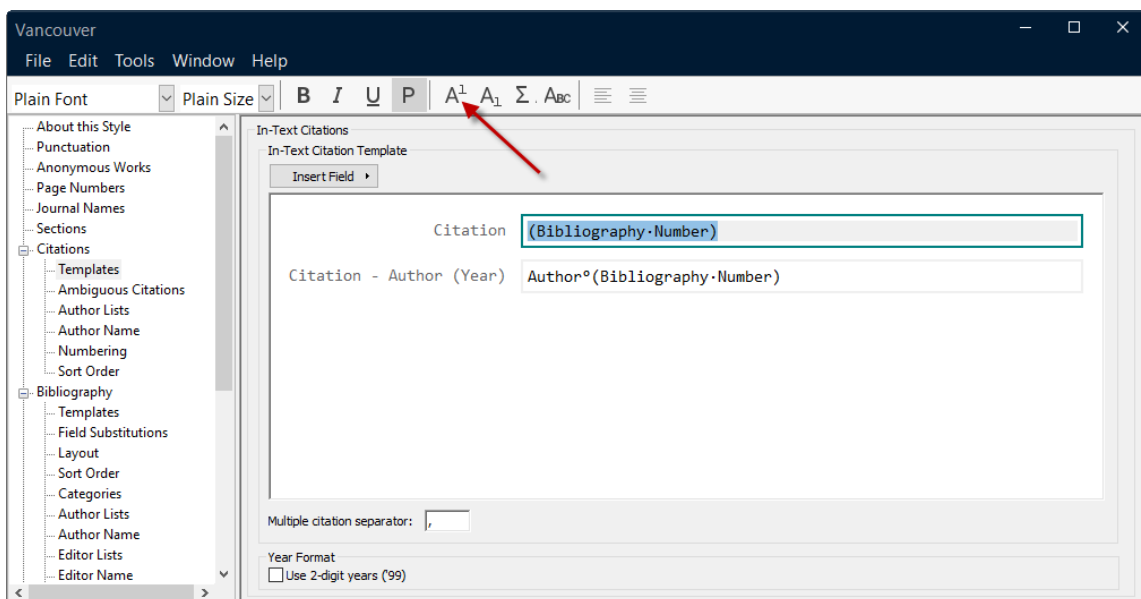 Vancouver
File Edit Tools Window Help
Plain Font Plain Size B I U P A1 A1 Σ ABC
About this Style
Punctuation
Anonymous Works
Page Numbers
Journal Names
Sections
Citations
Templates
Ambiguous Citations
Author Lists
Author Name
Numbering
Sort Order
Bibliography
Templates
Field Substitutions
Layout
Sort Order
Categories
Author Lists
Author Name
Editor Lists
Editor Name
In-Text Citations
In-Text Citation Template
Insert Field
Citation (Bibliography·Number)
Citation - Author (Year) Author°(Bibliography·Number)
Multiple citation separator: ,
Year Format
Use 2-digit years ('99)